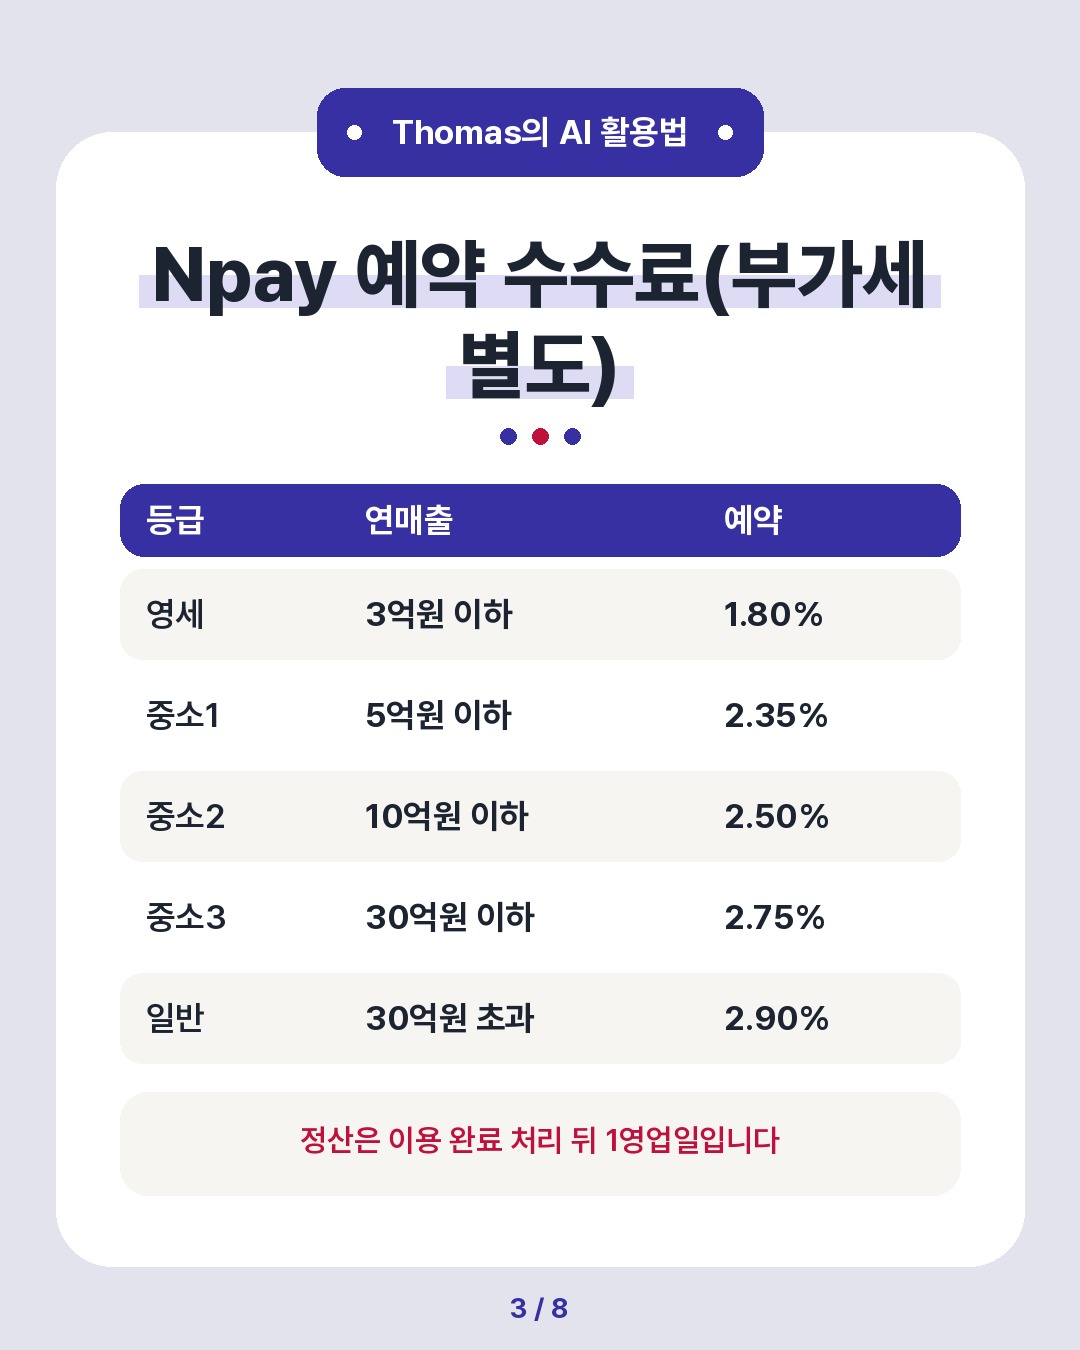 Thomas의 AI 활용법
Npay 예약 수수료(부가세
별도)
등급 연매출 예약
영세 3억원 이하 1.80%
중소1 5억원 이하 2.35%
중소2 10억원 이하 2.50%
중소3 30억원 이하 2.75%
일반 30억원 초과 2.90%
정산은 이용 완료 처리 뒤 1영업일입니다
3 / 8